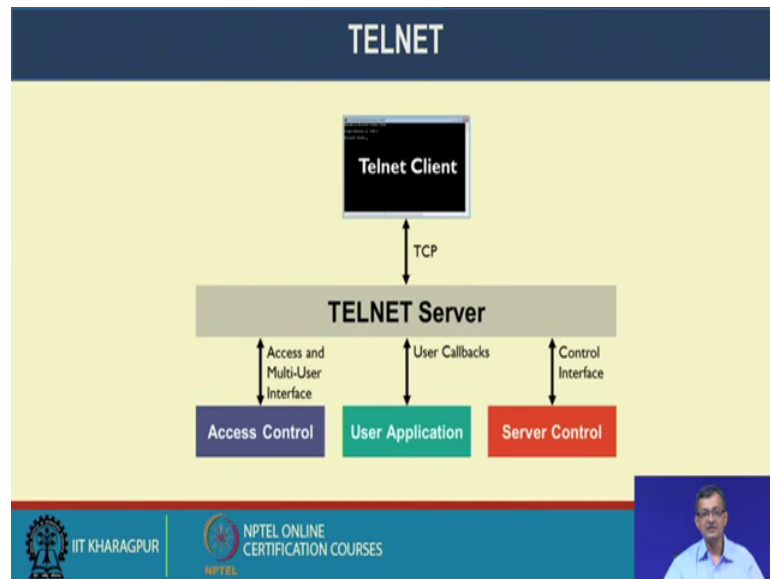 TELNET
Telnet Client
TCP
TELNET Server
Access and
Multi-User
Interface
User Callbacks
Control
Interface
Access Control
User Application
Server Control
IIT KHARAGPUR
NPTEL
NPTEL ONLINE
CERTIFICATION COURSES